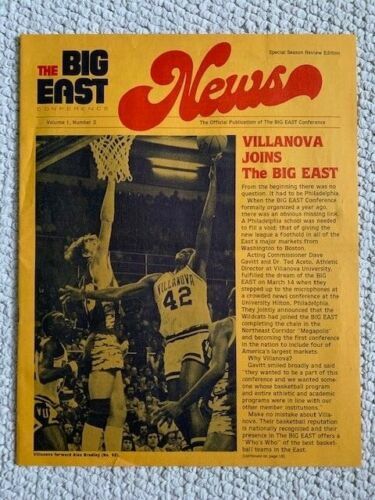 Special Season Review Edition
THE BIG
EAST
CONFERENCE
News
Volume 1, Number 2
The Official Publication of The BIG EAST Conference
VILLANOVA
JOINS
The BIG EAST
From the beginning there was no
question. It had to be Philadelphia.
When the BIG EAST Conference
formally organized a year ago,
there was an obvious missing link.
A Philadelphia school was needed
to fill a void; that of giving the
new league a foothold in all of the
East's major markets from
Washington to Boston.
Acting Commissioner Dave
Gavitt and Dr. Ted Aceto, Athletic
Director at Villanova University,
fulfilled the dream of the BIG
EAST on March 14 when they
stepped up to the microphones at
a crowded news conference at the
University Hilton, Philadelphia.
They jointly announced that the
Wildcats had joined the BIG EAST
completing the chain in the
Northeast Corridor "Megapolis"
and becoming the first conference
in the nation to include four of
America's largest markets.
Why Villanova?
Gavitt smiled broadly and said
"they wanted to be a part of this
conference and we wanted some-
one whose basketball program
and entire athletic and academic
programs were in line with our
other member institutions."
Make no mistake about Villa-
nova. Their basketball reputation is
nationally recognized and their
presence in The BIG EAST offers a
"Who's Who" of the best basket-
ball teams in the East.
VILLANOVA
42
Villanova forward Alex Bradley (No. 42).